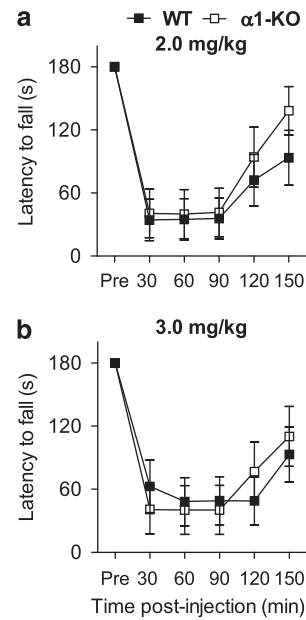 a
WT α1-KO
2.0 mg/kg
Latency to fall (s)
180
120
60
0
Pre 30 60 90 120 150
b
3.0 mg/kg
Latency to fall (s)
180
120
60
0
Pre 30 60 90 120 150
Time post-injection (min)